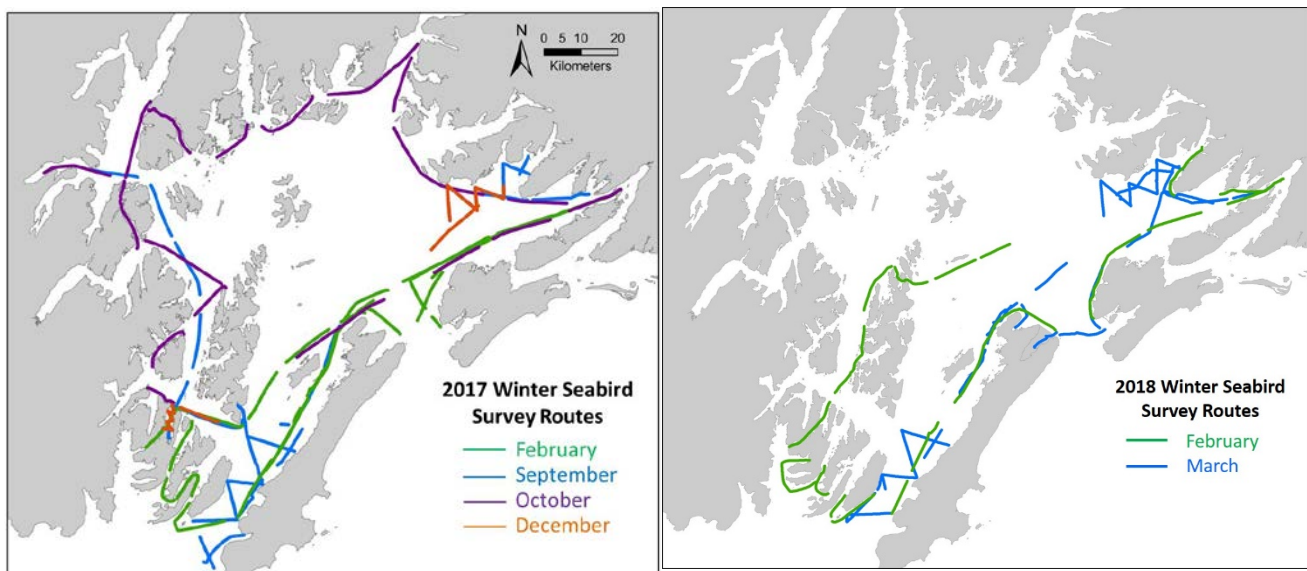 N
0 5 10 20
Kilometers
2017 Winter Seabird
Survey Routes
February
September
October
December
2018 Winter Seabird
Survey Routes
February
March